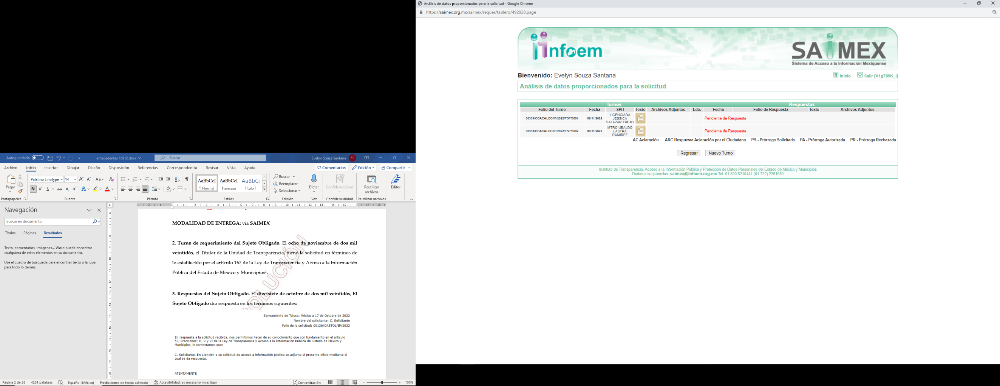 Autoguardado
antecedentes 16912.docx
Buscar
Evelyn Souza Santana
ES
Archivo Inicio Insertar Dibujar Diseño Disposición Referencias Correspondencia Revisar Vista Ayuda
Comentarios Edición Compartir
Pegar
Palatino Linotype 14 A A Aa A
N K S ab x, x² A A
AaBbCcI AaBbCcI AaBbCc
¶ Normal Francesa Título 1
Buscar
Reemplazar
Seleccionar
Dictar
Confidencialidad
Reutilizar
archivos
Editor
Portapapeles Fuente Párrafo Estilos Edición Voz Confidencialidad Reutilizar archivos
Navegación
Buscar en documento
Títulos Páginas Resultados
Texto, comentarios, imágenes... Word puede encontrar
cualquiera de estos elementos en su documento.
Use el cuadro de búsqueda para encontrar texto o la lupa
para todo lo demás.
MODALIDAD DE ENTREGA: vía SAIMEX
2. Turno de requerimiento del Sujeto Obligado. El ocho de noviembre de dos mil
veintidós, el Titular de la Unidad de Transparencia, turnó la solicitud en términos de
lo establecido por el artículo 162 de la Ley de Transparencia y Acceso a la Información
Pública del Estado de México y Municipios².
3. Respuestas del Sujeto Obligado. El diecisiete de octubre de dos mil veintidós, El
Sujeto Obligado dio respuesta en los términos siguientes:
OLUCIÓN
Saneamiento de Toluca, México a 17 de Octubre de 2022
Nombre del solicitante: C. Solicitante
Folio de la solicitud: 00126/OASTOL/IP/2022
En respuesta a la solicitud recibida, nos permitimos hacer de su conocimiento que con fundamento en el artículo
53, Fracciones: II, V y VI de la Ley de Transparencia y Acceso a la Información Pública del Estado de México y
Municipios, le contestamos que:
C. Solicitante. En atención a su solicitud de acceso a información pública se adjunta el presente oficio mediante el
cual se da respuesta.
ATENTAMENTE
Página 2 de 28 4281 palabras Español (México) Predicciones de texto: activado Accesibilidad: es necesario investigar Concentración 100%
Análisis de datos proporcionados para la solicitud - Google Chrome
https://saimex.org.mx/saimex/requer/tablero/492928.page
infoem
SAIMEX
Sistema de Acceso a la Información Mexiquense
Bienvenido: Evelyn Souza Santana
Inicio Salir [V1g789K_I]
Análisis de datos proporcionados para la solicitud
Turnos Respuestas
Folio del Turno Fecha SPH Texto Archivos Adjuntos Edo. Fecha Folio de Respuesta Texto Archivos Adjuntos
00391/COACALCO/IP/2022/TSP/0001 08/11/2022 LICENCIADA JESSICA SALAZAR TREJO Pendiente de Respuesta
00391/COACALCO/IP/2022/TSP/0002 08/11/2022 MTRO UBALDO LASTRA RAMÍREZ Pendiente de Respuesta
AC Aclaración ARC Respuesta Aclaración por el Ciudadano PS - Prórroga Solicitada PA - Prórroga Autorizada PR - Prórroga Rechazada
Regresar Nuevo Turno
Instituto de Transparencia, Acceso a la Información Pública y Protección de Datos Personales del Estado de México y Municipios
Dudas o sugerencias: saimex@infoem.org.mx Tel. 01 800 8210441 (01 722) 2261980